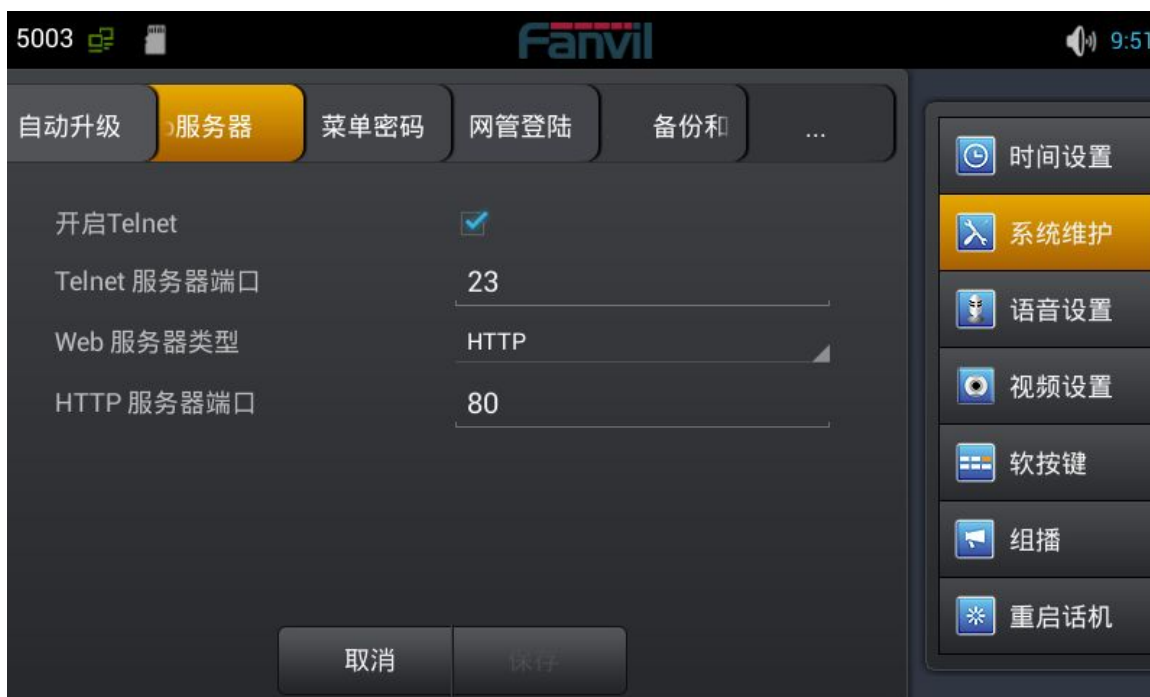 5003 Fanvil 9:51
自动升级 服务器 菜单密码 网管登陆 备份和 ...
开启Telnet
Telnet 服务器端口 23
Web 服务器类型 HTTP
HTTP 服务器端口 80
取消 保存
时间设置
系统维护
语音设置
视频设置
软按键
组播
重启话机